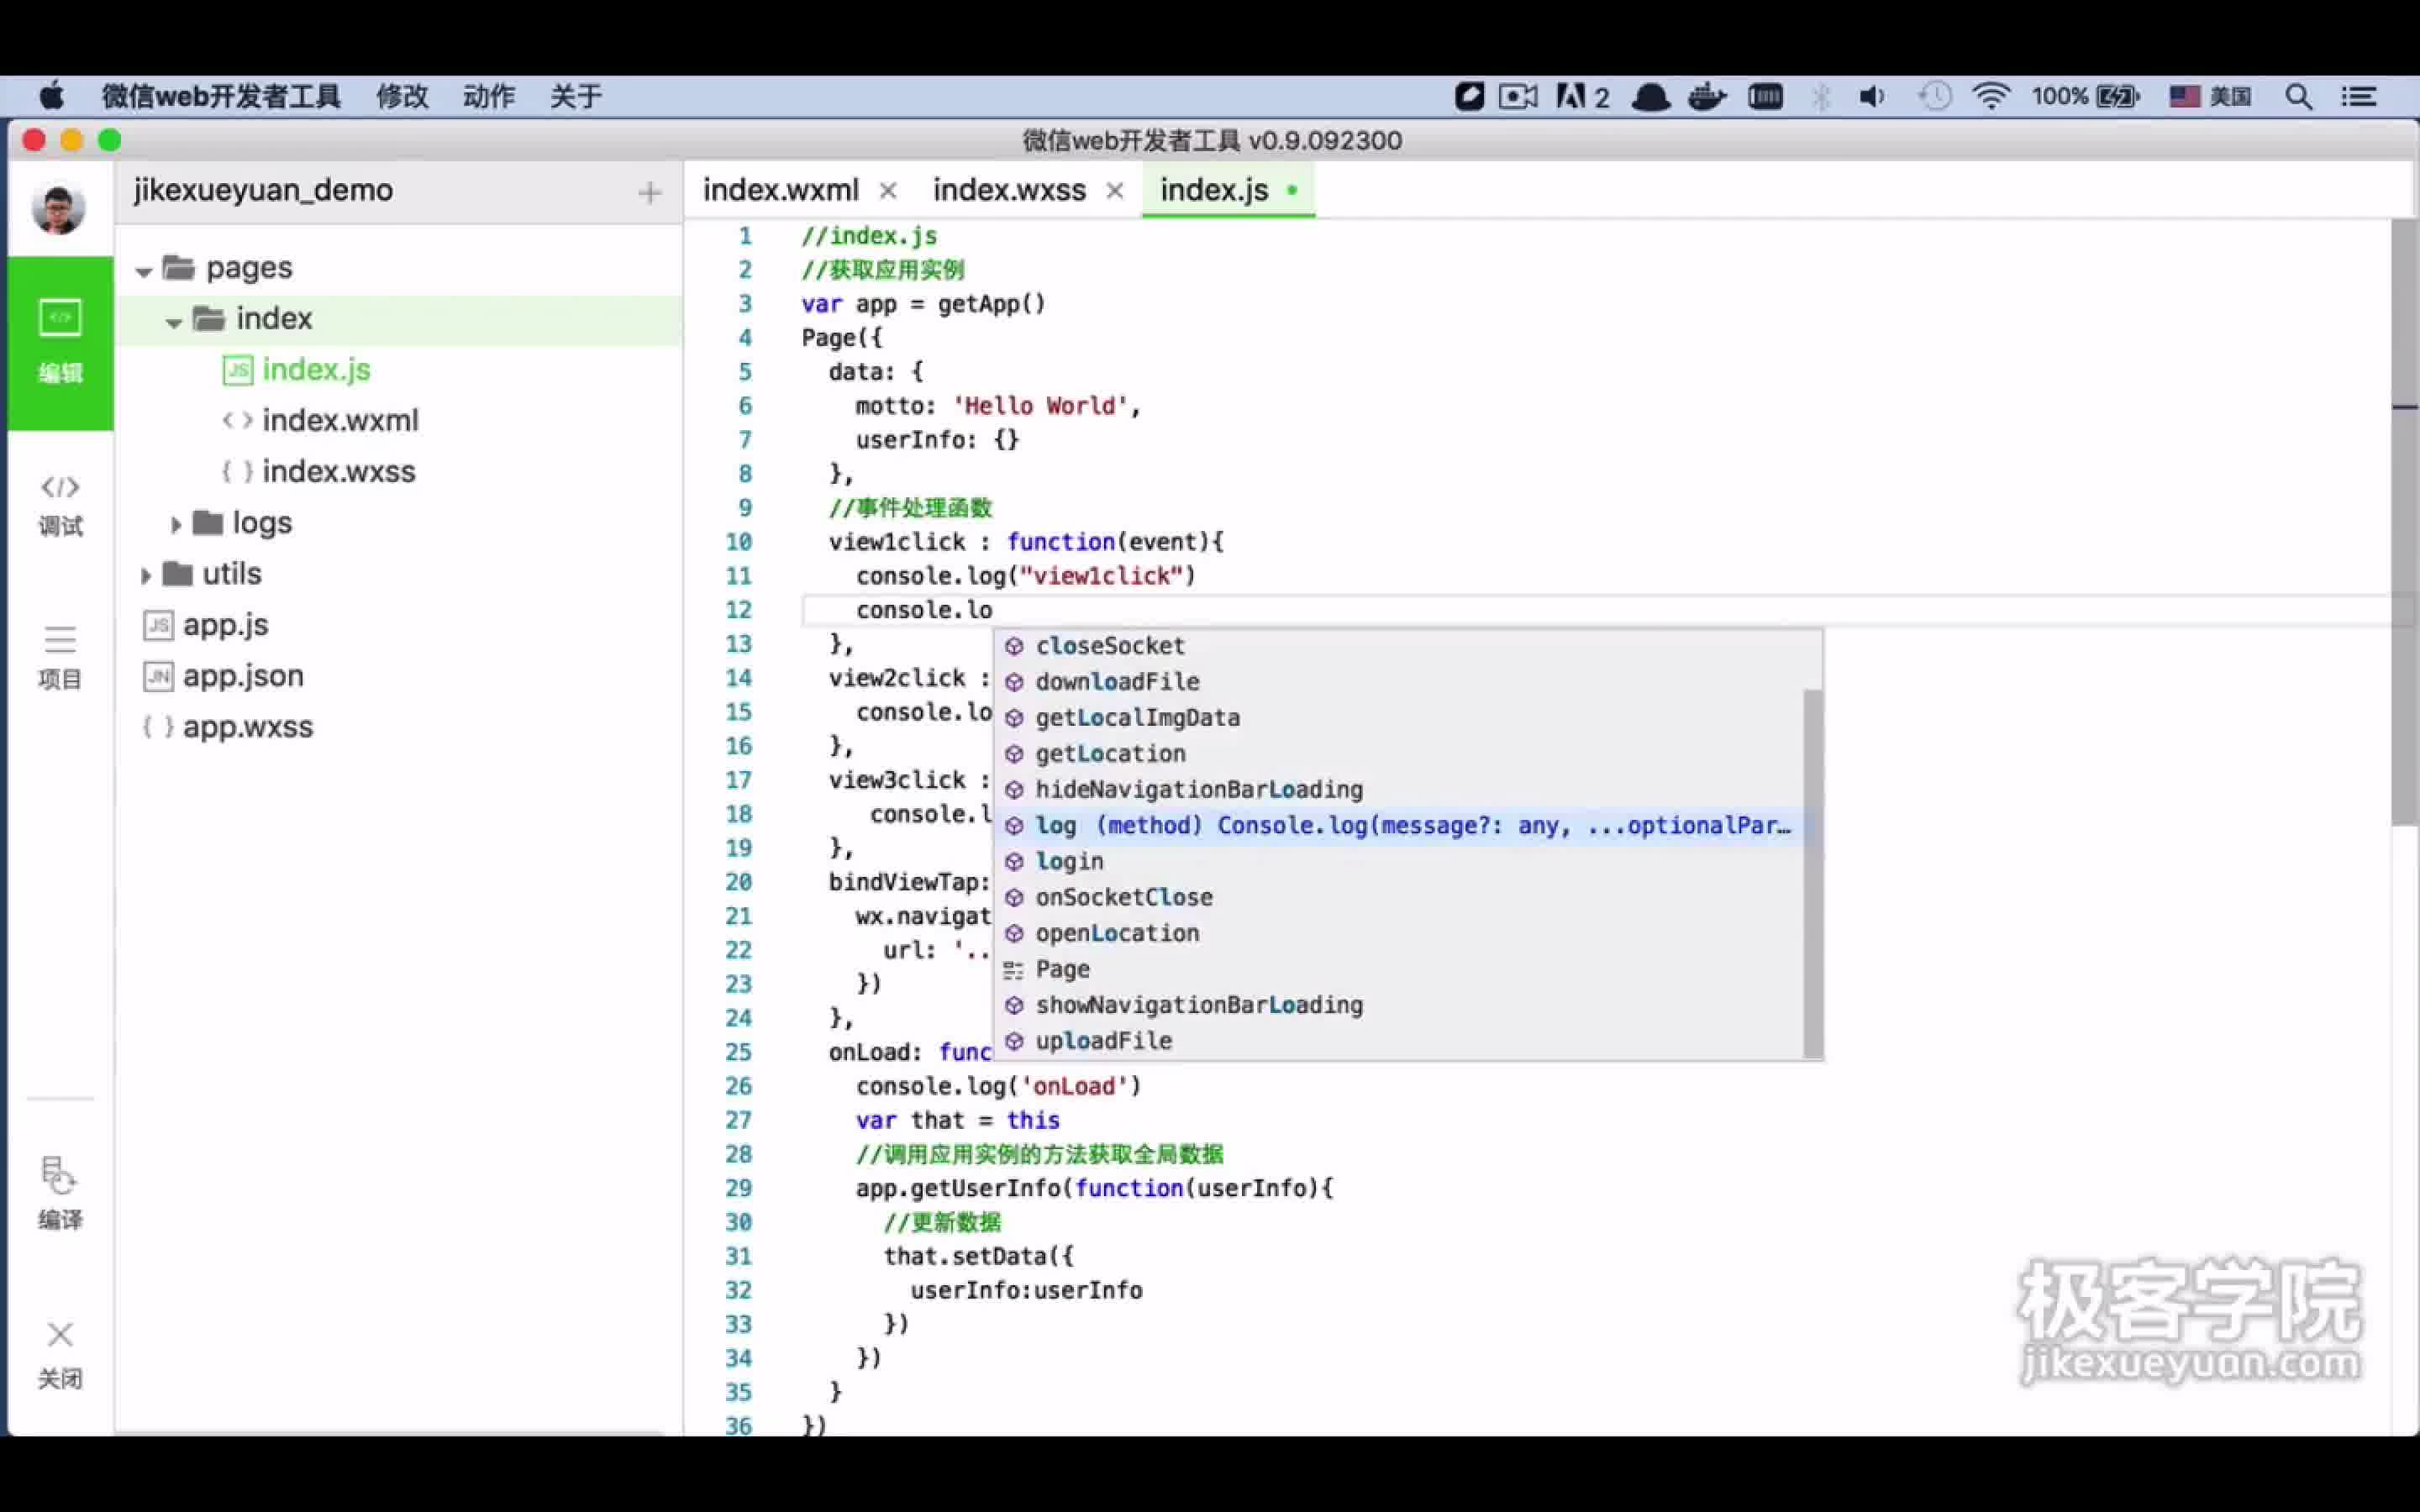 微信web开发者工具 修改 动作 关于 2 100% 美国
微信web开发者工具 v0.9.092300
jikexueyuan_demo +
index.wxml × index.wxss × index.js
编辑
调试
项目
编译
关闭
pages
index
JS index.js
<> index.wxml
{ } index.wxss
logs
utils
JS app.js
JN app.json
{ } app.wxss
1 //index.js
2 //获取应用实例
3 var app = getApp()
4 Page({
5 data: {
6 motto: 'Hello World',
7 userInfo: {}
8 },
9 //事件处理函数
10 view1click : function(event){
11 console.log("view1click")
12 console.lo
13 },
14 view2click :
15 console.lo
16 },
17 view3click :
18 console.l
19 },
20 bindViewTap:
21 wx.navigat
22 url: '..
23 })
24 },
25 onLoad: func
26 console.log('onLoad')
27 var that = this
28 //调用应用实例的方法获取全局数据
29 app.getUserInfo(function(userInfo){
30 //更新数据
31 that.setData({
32 userInfo:userInfo
33 })
34 })
35 }
36 })
closeSocket
downloadFile
getLocalImgData
getLocation
hideNavigationBarLoading
log (method) Console.log(message?: any, ...optionalPar…
login
onSocketClose
openLocation
Page
showNavigationBarLoading
uploadFile
极客学院
jikexueyuan.com